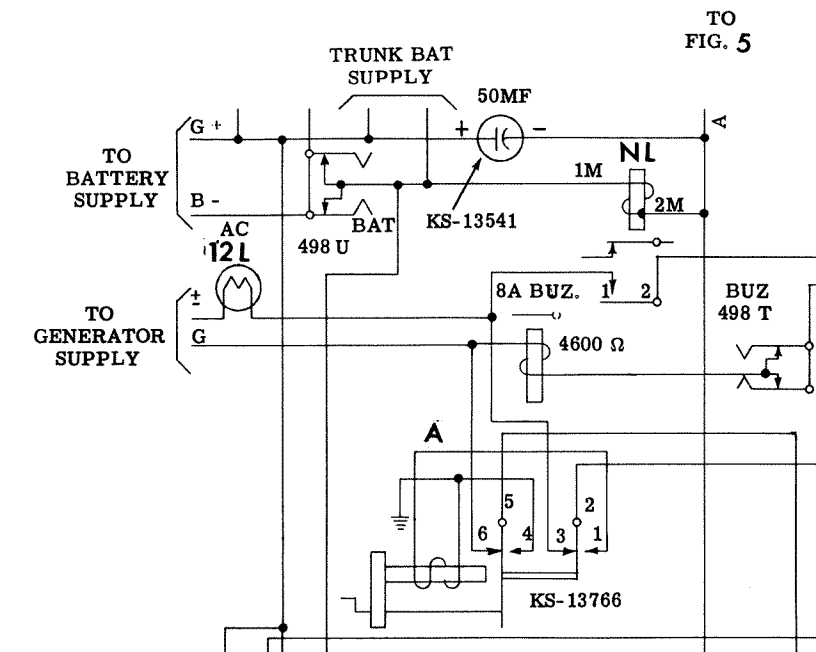 TO
FIG. 5
TRUNK BAT
SUPPLY
50MF
A
G +
+
-
TO
BATTERY
SUPPLY
NL
1M
B -
2M
KS-13541
BAT
AC
498 U
12L
±
8A BUZ.
1
2
BUZ
498 T
TO
GENERATOR
SUPPLY
G
4600 Ω
A
5
2
6
4
3
1
KS-13766